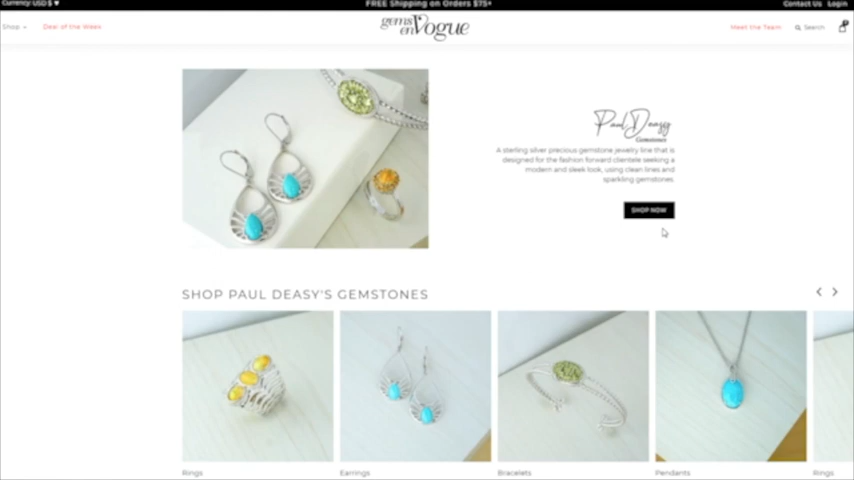 Currency: USD $
FREE Shipping on Orders $75+
Contact Us Login
Shop
Deal of the Week
gems en Vogue
Meet the Team
Search
Paul Deasy
Gemstones
A sterling silver precious gemstone jewelry line that is
designed for the fashion forward clientele seeking a
modern and sleek look, using clean lines and
sparkling gemstones.
SHOP NOW
SHOP PAUL DEASY'S GEMSTONES
Rings
Earrings
Bracelets
Pendants
Rings